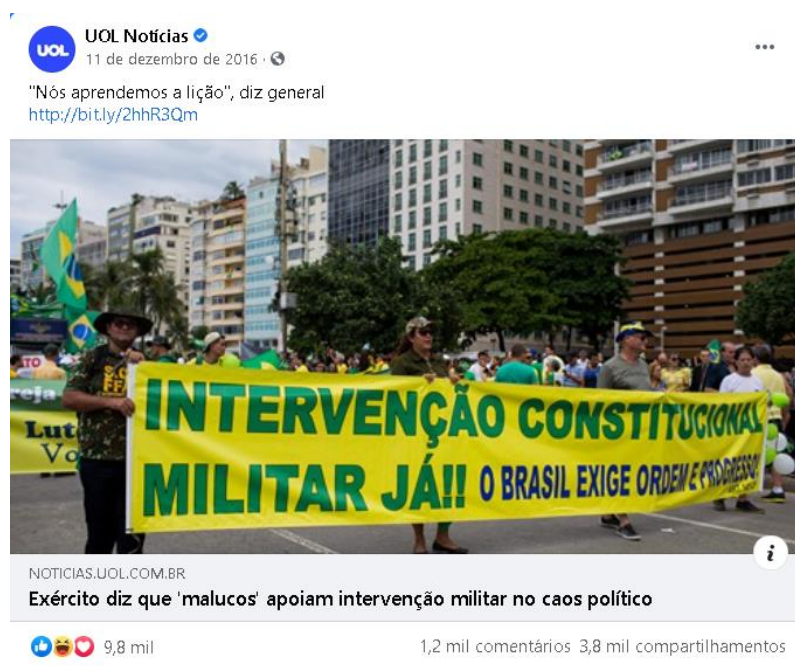 UOL
UOL Notícias
11 de dezembro de 2016 ·
"Nós aprendemos a lição", diz general
http://bit.ly/2hhR3Qm
reja
Lut
INTERVENÇÃO CONSTITUCIONAL
MILITAR JÁ!! O BRASIL EXIGE ORDEM E PROGRESSO!
NOTICIAS.UOL.COM.BR
Exército diz que 'malucos' apoiam intervenção militar no caos político
9,8 mil
1,2 mil comentários 3,8 mil compartilhamentos